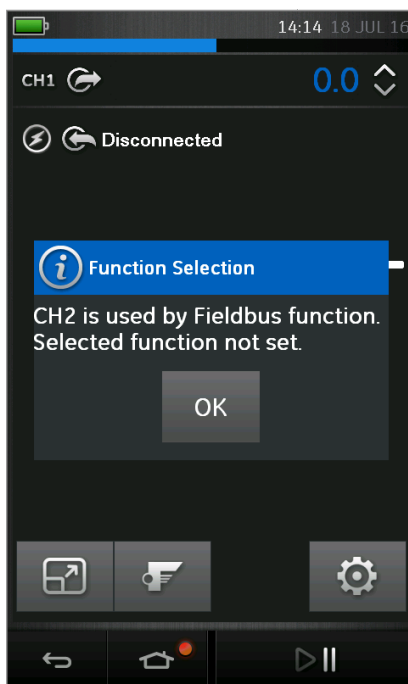 14:14 18 JUL 16
CH1 0.0
Disconnected
Function Selection
CH2 is used by Fieldbus function.
Selected function not set.
OK